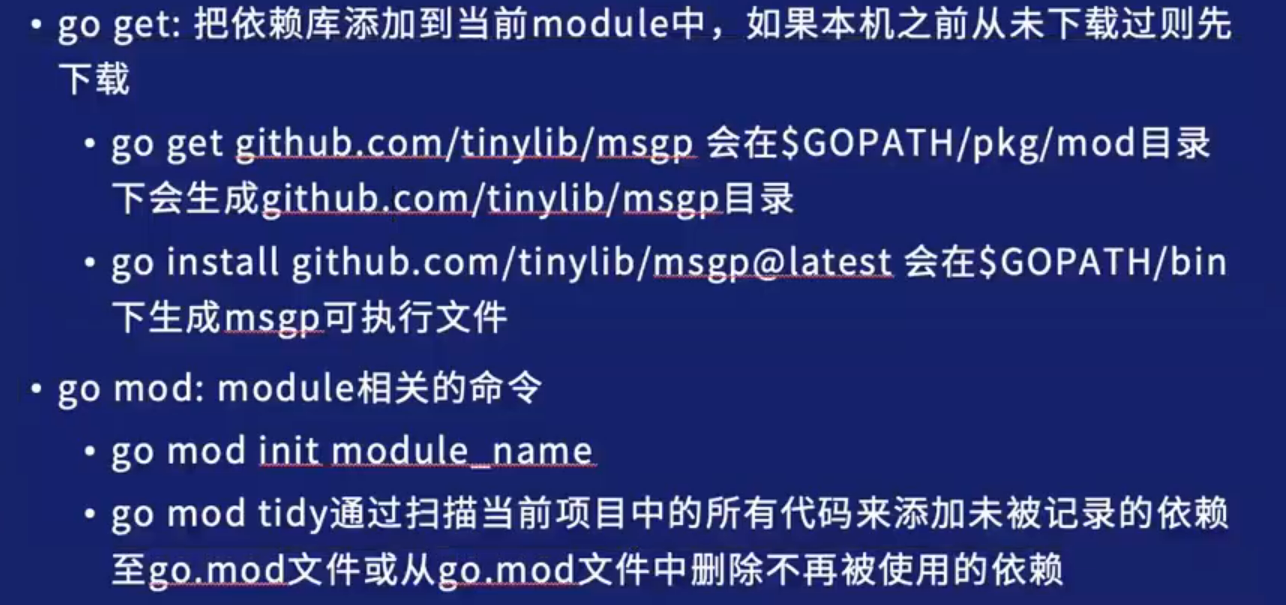 • go get: 把依赖库添加到当前module中，如果本机之前从未下载过则先
下载
• go get github.com/tinylib/msgp 会在$GOPATH/pkg/mod目录
下会生成github.com/tinylib/msgp目录
• go install github.com/tinylib/msgp@latest 会在$GOPATH/bin
下生成msgp可执行文件
• go mod: module相关的命令
• go mod init module_name
• go mod tidy通过扫描当前项目中的所有代码来添加未被记录的依赖
至go.mod文件或从go.mod文件中删除不再被使用的依赖